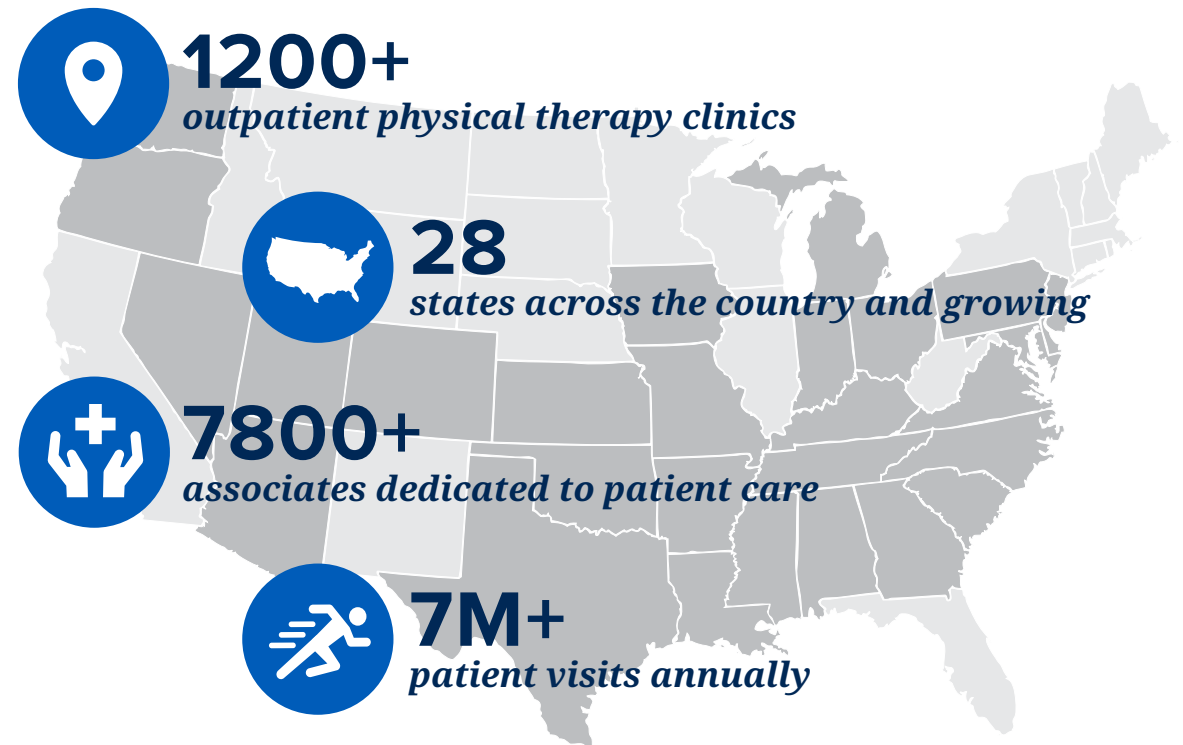 1200+
outpatient physical therapy clinics
28
states across the country and growing
7800+
associates dedicated to patient care
7M+
patient visits annually